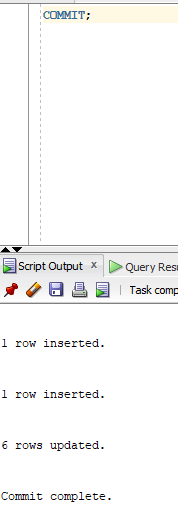 COMMIT;
Script Output x Query Resu
Task comp
1 row inserted.
1 row inserted.
6 rows updated.
Commit complete.